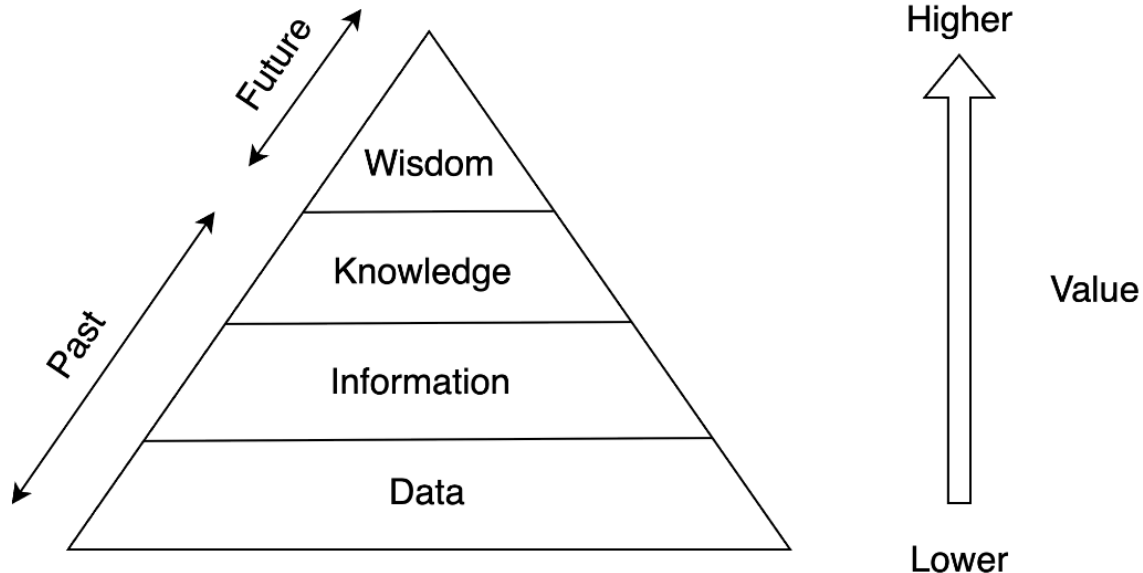 Higher
Future
Wisdom
Knowledge
Value
Past
Information
Data
Lower